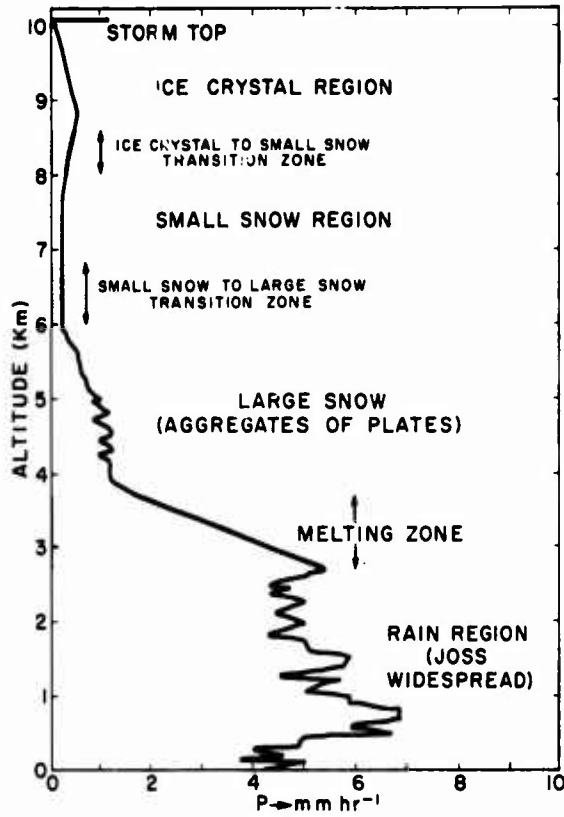 10
STORM TOP
ICE CRYSTAL REGION
9
ICE CRYSTAL TO SMALL SNOW
TRANSITION ZONE
8
SMALL SNOW REGION
7
SMALL SNOW TO LARGE SNOW
TRANSITION ZONE
6
ALTITUDE (Km)
5
LARGE SNOW
(AGGREGATES OF PLATES)
4
MELTING ZONE
3
2
RAIN REGION
(JOSS
WIDESPREAD)
1
0
0 2 4 6 8 10
P→mm hr⁻¹